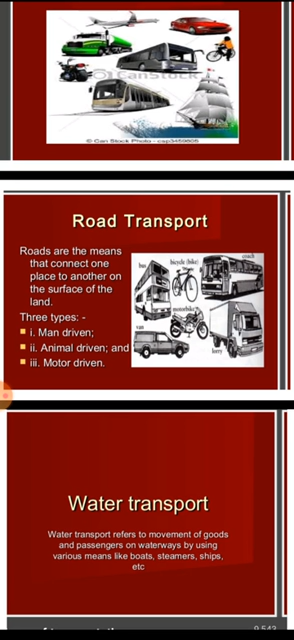 CanStock
© Can Stock Photo - csp3459805
Road Transport
Roads are the means
that connect one
place to another on
the surface of the
land.
Three types: -
i. Man driven;
ii. Animal driven; and
iii. Motor driven.
bus
bicycle (bike)
coach
motorbike
van
lorry
Water transport
Water transport refers to movement of goods
and passengers on waterways by using
various means like boats, steamers, ships,
etc